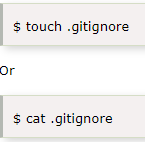 $ touch .gitignore
Or
$ cat .gitignore